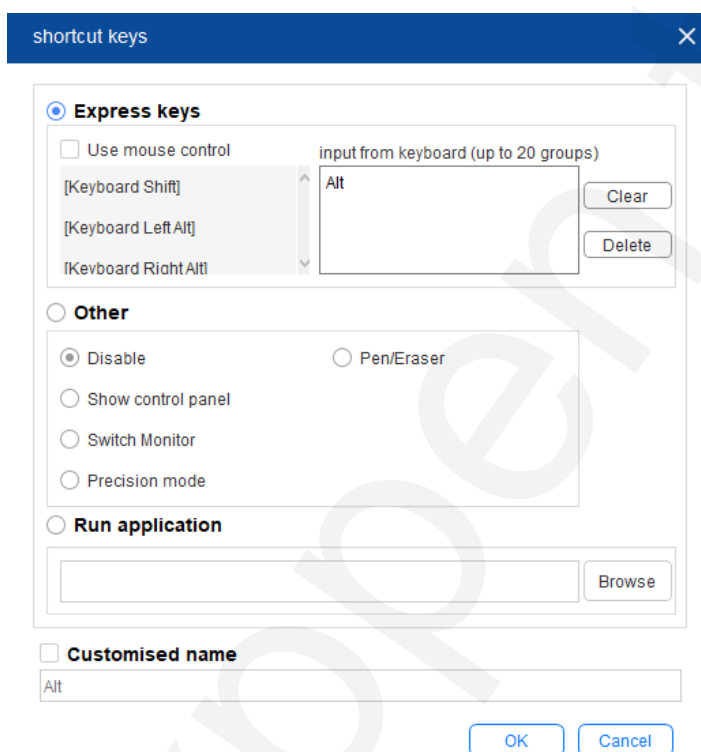 shortcut keys
Express keys
Use mouse control
input from keyboard (up to 20 groups)
[Keyboard Shift]
Alt
Clear
[Keyboard Left Alt]
Delete
[Keyboard Right Alt]
Other
Disable
Pen/Eraser
Show control panel
Switch Monitor
Precision mode
Run application
Browse
Customised name
Alt
OK
Cancel